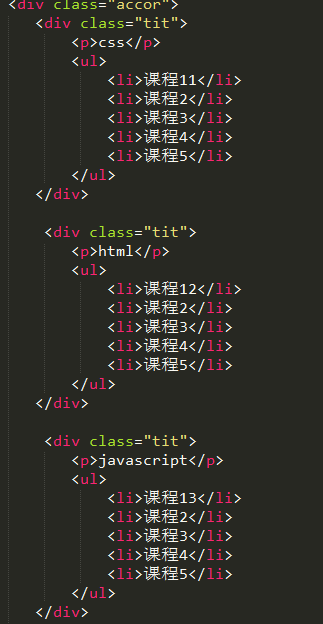 <div class="accor">
<div class="tit">
<p>css</p>
<ul>
<li>课程11</li>
<li>课程2</li>
<li>课程3</li>
<li>课程4</li>
<li>课程5</li>
</ul>
</div>
<div class="tit">
<p>html</p>
<ul>
<li>课程12</li>
<li>课程2</li>
<li>课程3</li>
<li>课程4</li>
<li>课程5</li>
</ul>
</div>
<div class="tit">
<p>javascript</p>
<ul>
<li>课程13</li>
<li>课程2</li>
<li>课程3</li>
<li>课程4</li>
<li>课程5</li>
</ul>
</div>